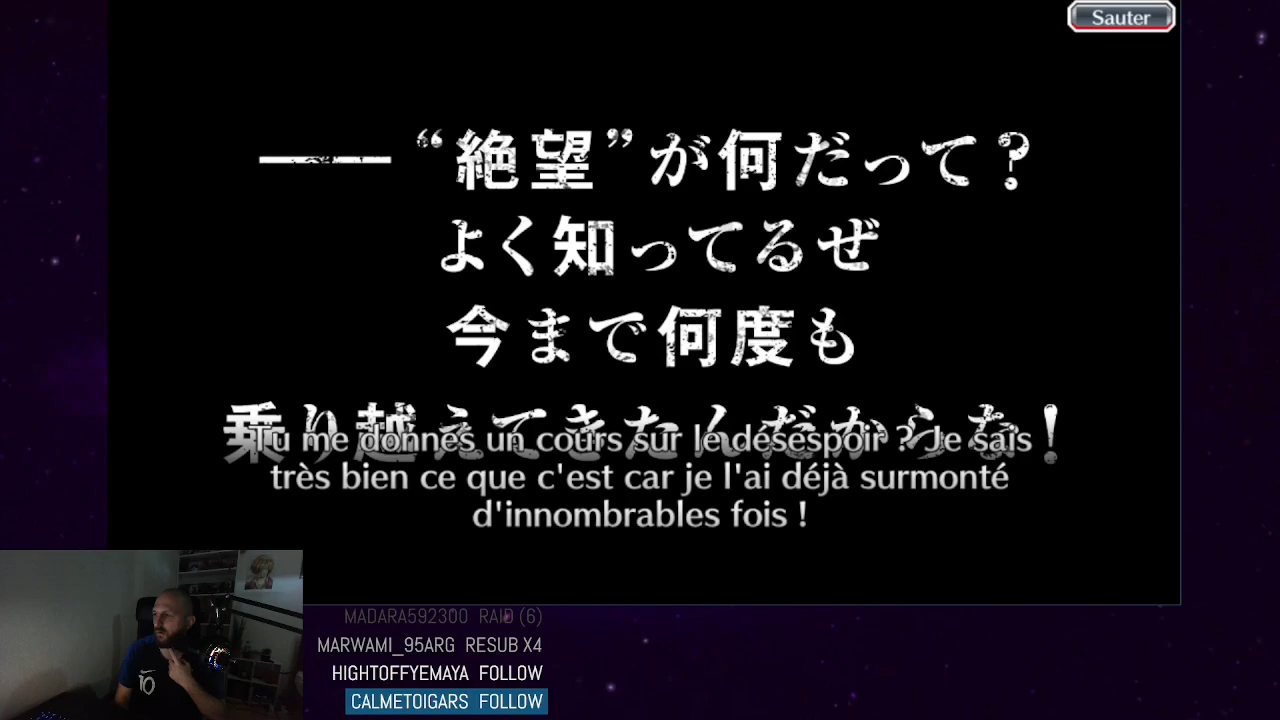 Sauter
――“絶望”が何だって？
よく知ってるぜ
今まで何度も
乗り越えてきたんだからな！
Tu me donnes un cours sur le désespoir ? Je sais
très bien ce que c'est car je l'ai déjà surmonté
d'innombrables fois !
10
MADARA592300 RAID (6)
MARWAMI_95ARG RESUB X4
HIGHTOFFYEMAYA FOLLOW
CALMETOIGARS FOLLOW